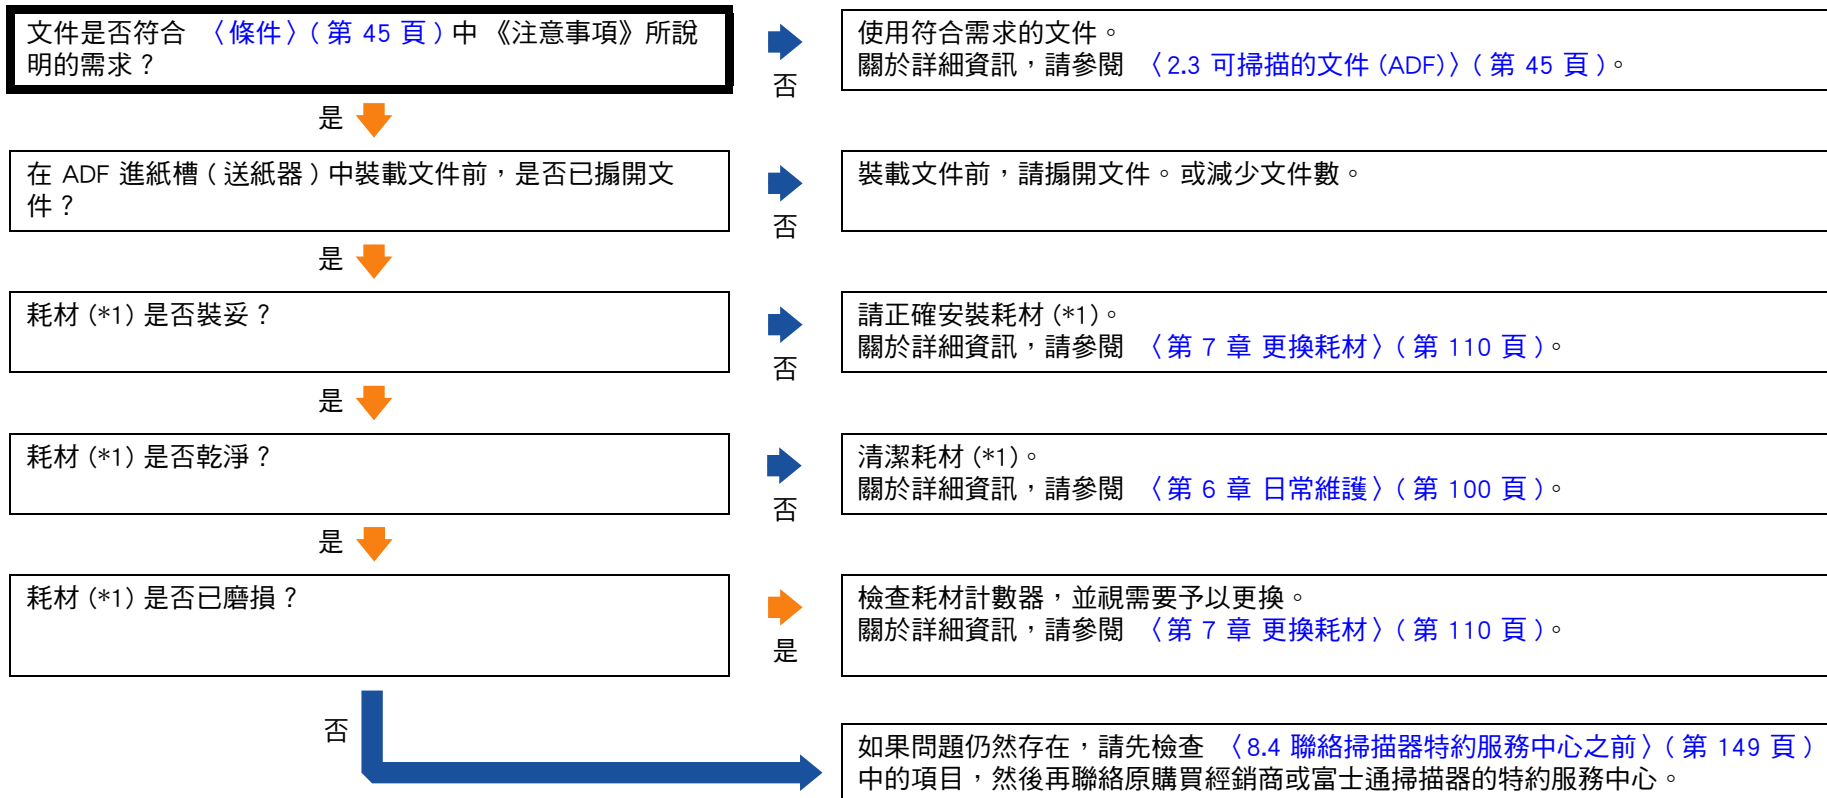 文件是否符合 〈條件〉( 第 45 頁 ) 中 《注意事項》所說
明的需求？
否
使用符合需求的文件。
關於詳細資訊，請參閱 〈2.3 可掃描的文件 (ADF)〉( 第 45 頁 )。
是
在 ADF 進紙槽 ( 送紙器 ) 中裝載文件前，是否已搧開文
件？
否
裝載文件前，請搧開文件。或減少文件數。
是
耗材 (*1) 是否裝妥？
否
請正確安裝耗材 (*1)。
關於詳細資訊，請參閱 〈第 7 章 更換耗材〉( 第 110 頁 )。
是
耗材 (*1) 是否乾淨？
否
清潔耗材 (*1)。
關於詳細資訊，請參閱 〈第 6 章 日常維護〉( 第 100 頁 )。
是
耗材 (*1) 是否已磨損？
是
檢查耗材計數器，並視需要予以更換。
關於詳細資訊，請參閱 〈第 7 章 更換耗材〉( 第 110 頁 )。
否
如果問題仍然存在，請先檢查 〈8.4 聯絡掃描器特約服務中心之前〉( 第 149 頁 )
中的項目，然後再聯絡原購買經銷商或富士通掃描器的特約服務中心。